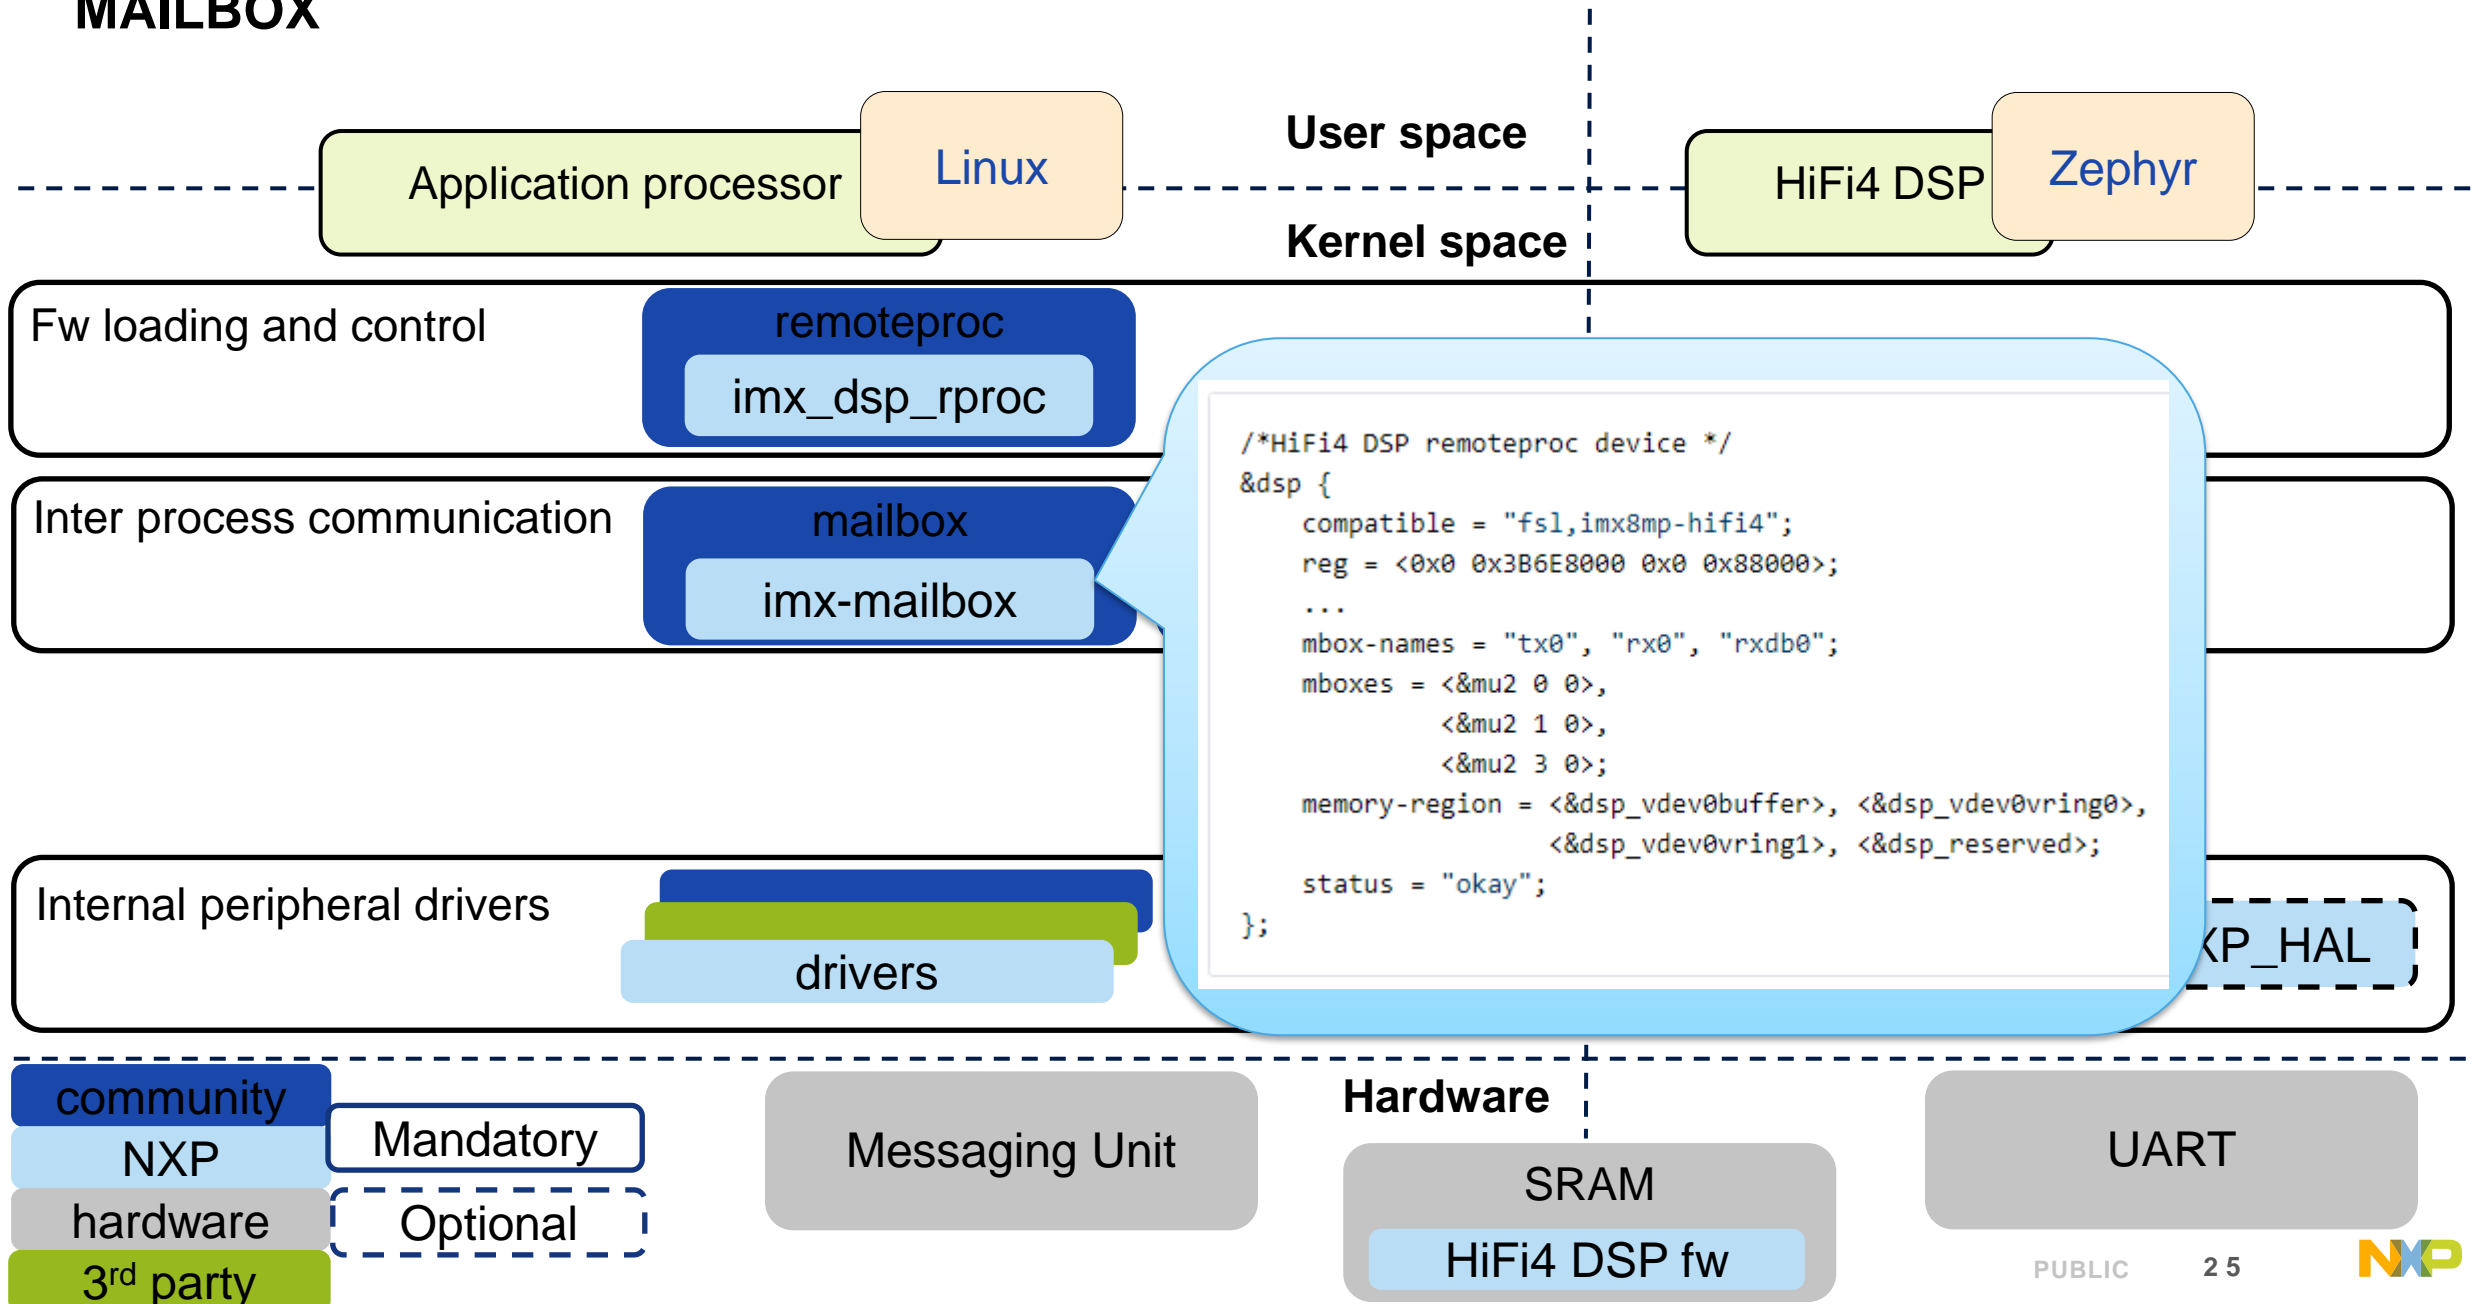 MAILBOX
Application processor
Linux
User space
Kernel space
HiFi4 DSP
Zephyr
Fw loading and control
remoteproc
imx_dsp_rproc
Inter process communication
mailbox
imx-mailbox
/*HiFi4 DSP remoteproc device */
&dsp {
compatible = "fsl,imx8mp-hifi4";
reg = <0x0 0x3B6E8000 0x0 0x88000>;
...
mbox-names = "tx0", "rx0", "rxdb0";
mboxes = <&mu2 0 0>,
<&mu2 1 0>,
<&mu2 3 0>;
memory-region = <&dsp_vdev0buffer>, <&dsp_vdev0vring0>,
<&dsp_vdev0vring1>, <&dsp_reserved>;
status = "okay";
};
Internal peripheral drivers
drivers
XP_HAL
community
NXP
hardware
3rd party
Mandatory
Optional
Messaging Unit
Hardware
SRAM
HiFi4 DSP fw
UART
PUBLIC
25
NXP